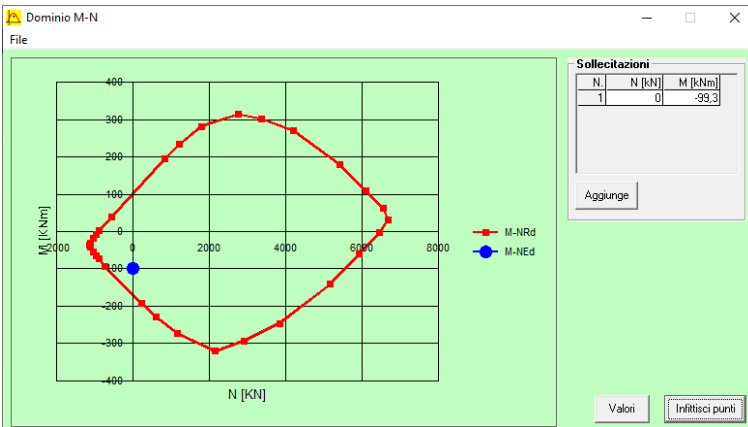 Dominio M-N
File
400
300
200
100
0
-2000 0 2000 4000 6000 8000
-100
-200
-300
-400
M [KNm]
N [KN]
M-NRd
M-NEd
Sollecitazioni
N. N [kN] M [kNm]
1 0 -99,3
Aggiunge
Valori Infittisci punti